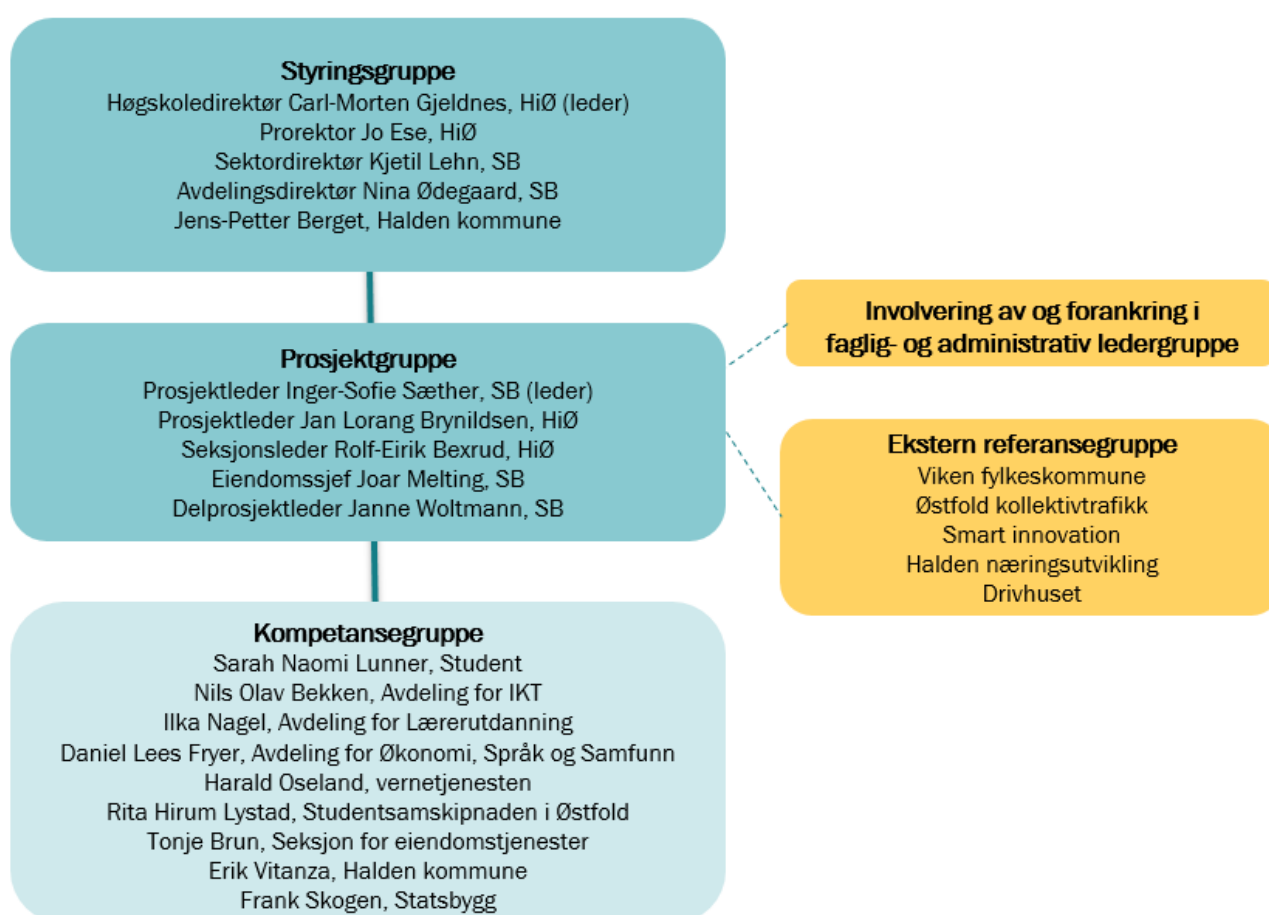 Styringsgruppe
Høgskoledirektør Carl-Morten Gjeldnes, HiØ (leder)
Prorektor Jo Ese, HiØ
Sektordirektør Kjetil Lehn, SB
Avdelingsdirektør Nina Ødegaard, SB
Jens-Petter Berget, Halden kommune
Prosjektgruppe
Prosjektleder Inger-Sofie Sæther, SB (leder)
Prosjektleder Jan Lorang Brynildsen, HiØ
Seksjonsleder Rolf-Eirik Bexrud, HiØ
Eiendomssjef Joar Melting, SB
Delprosjektleder Janne Woltmann, SB
Involvering av og forankring i
faglig- og administrativ ledergruppe
Ekstern referansegruppe
Viken fylkeskommune
Østfold kollektivtrafikk
Smart innovation
Halden næringsutvikling
Drivhuset
Kompetansegruppe
Sarah Naomi Lunner, Student
Nils Olav Bekken, Avdeling for IKT
Ilka Nagel, Avdeling for Lærerutdanning
Daniel Lees Fryer, Avdeling for Økonomi, Språk og Samfunn
Harald Oseland, vernetjenesten
Rita Hirum Lystad, Studentsamskipnaden i Østfold
Tonje Brun, Seksjon for eiendomstjenester
Erik Vitanza, Halden kommune
Frank Skogen, Statsbygg